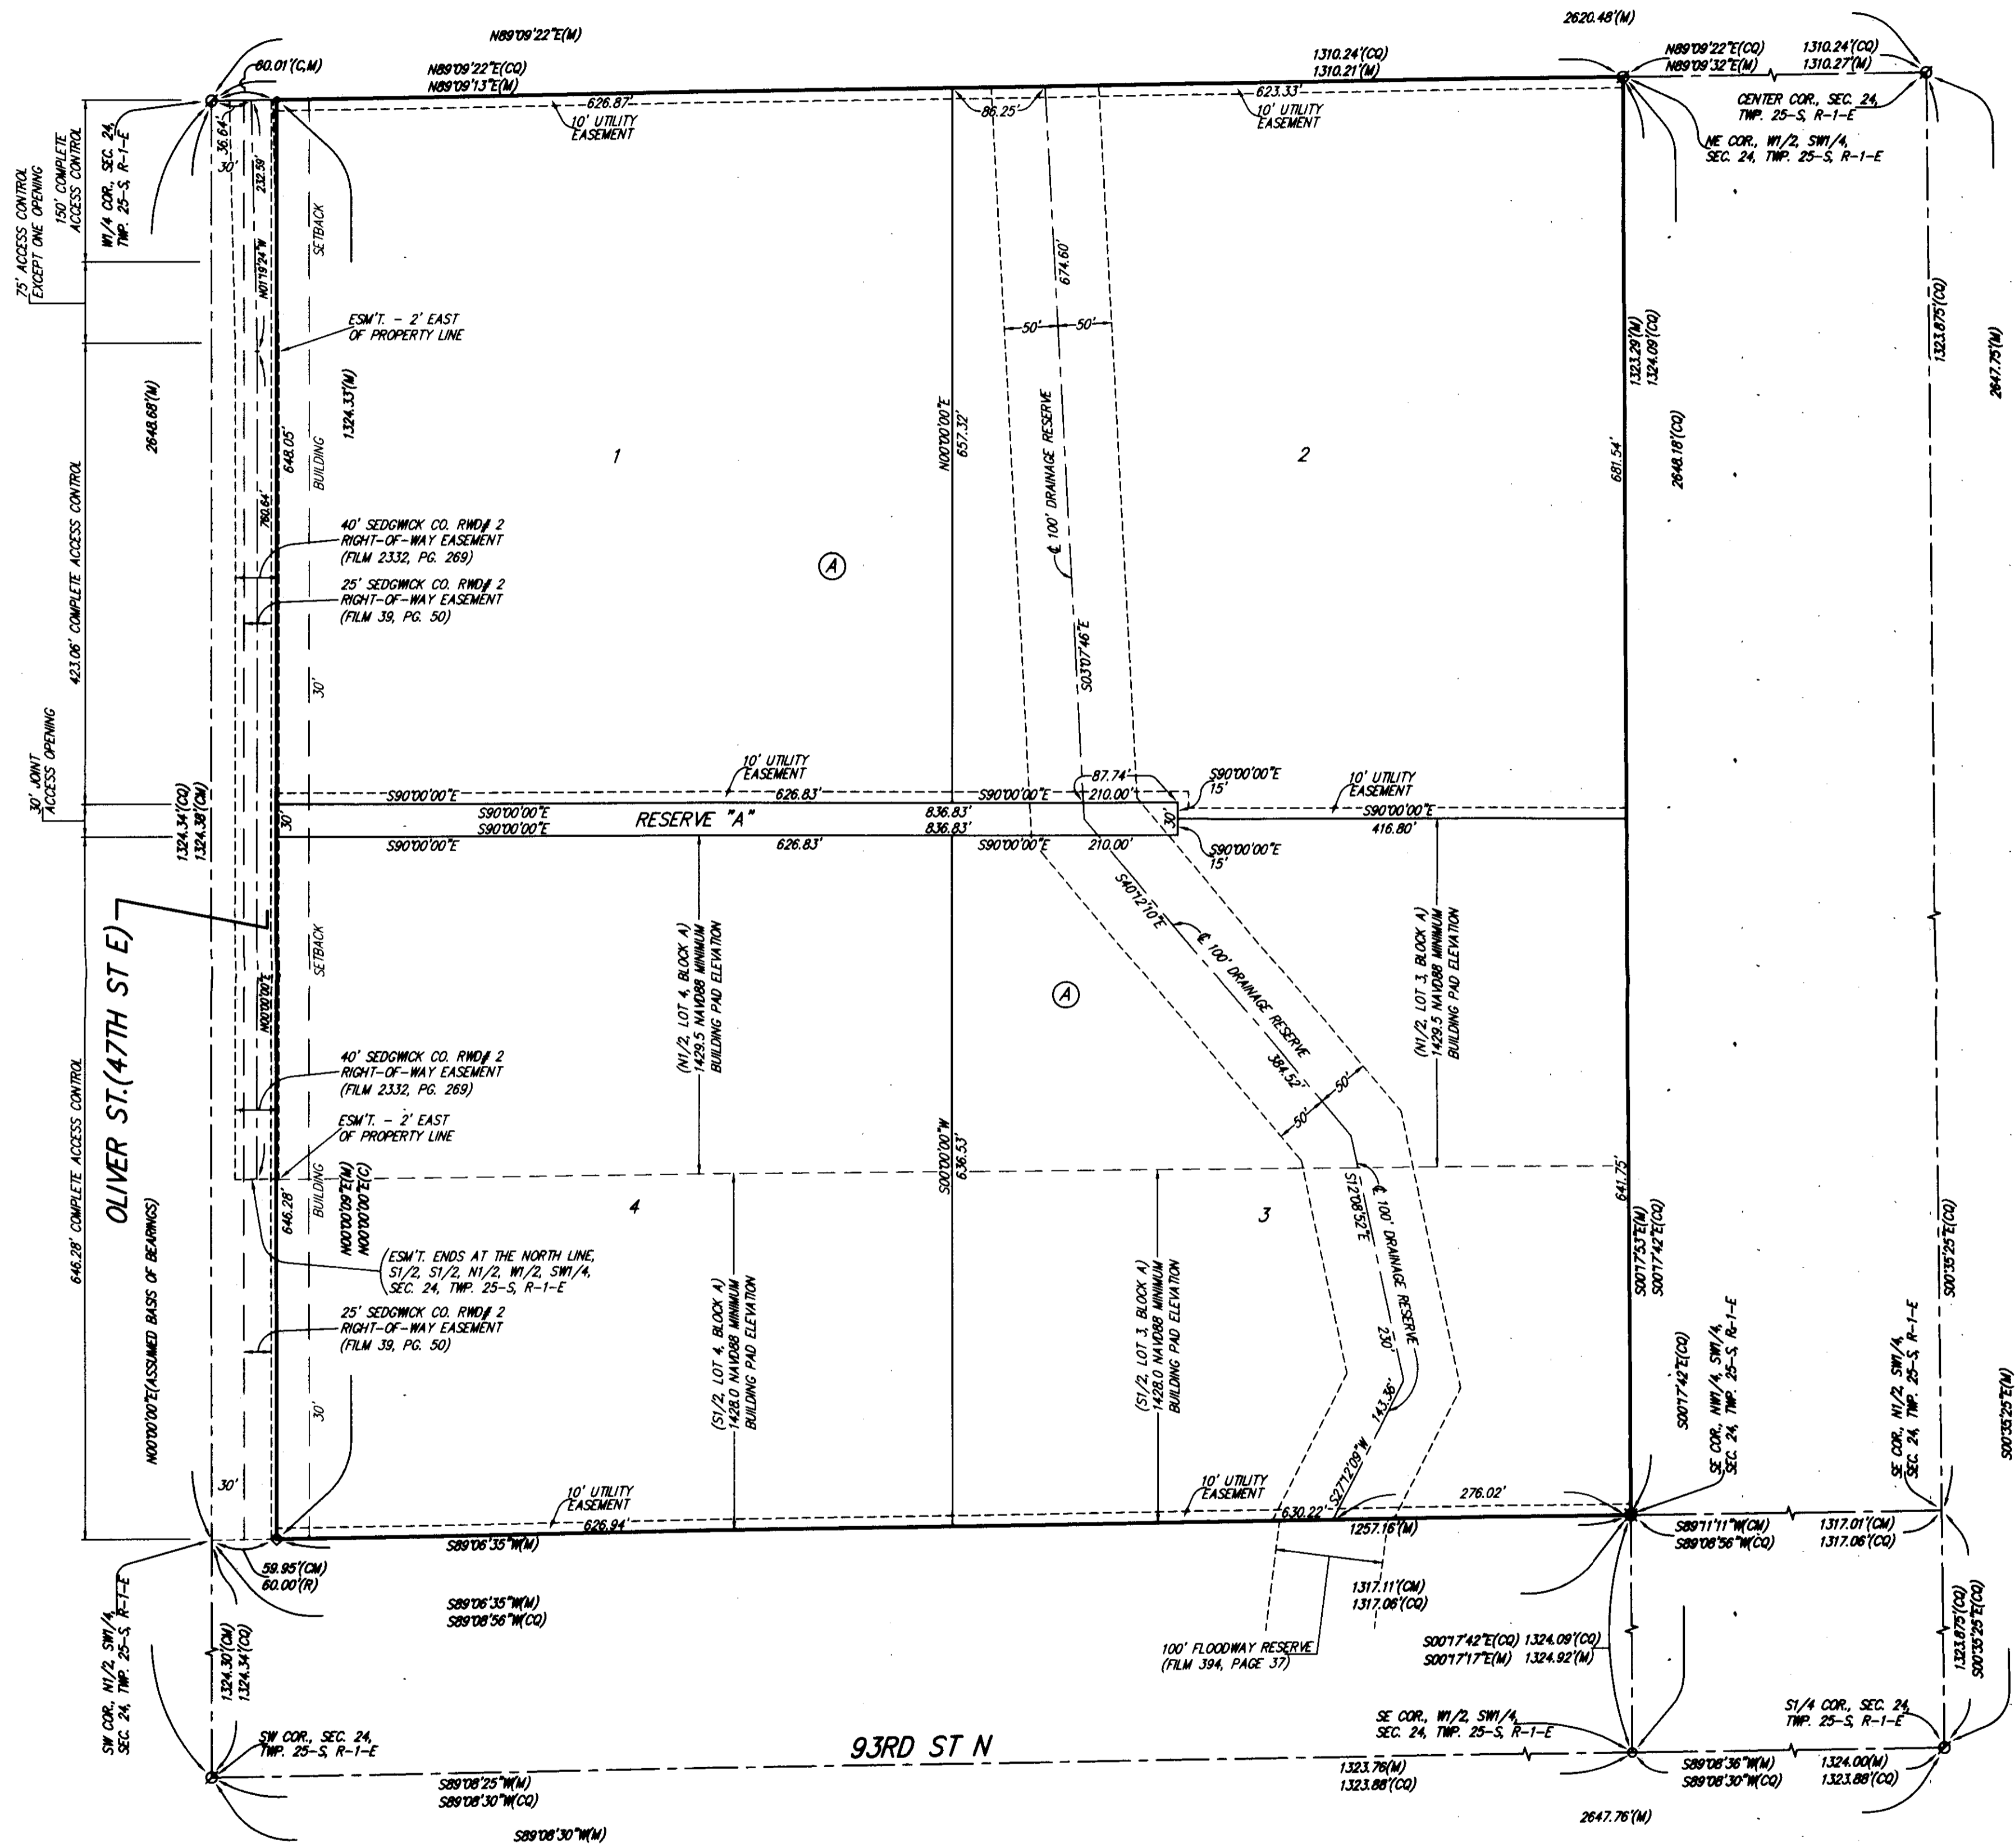 N89°09'22"E(M)
2620.48'(M)
60.01'(C,M)
N89°09'22"E(CQ)
N89°09'13"E(M)
1310.24'(CQ)
1310.21'(M)
N89°09'22"E(CQ)
N89°09'32"E(M)
1310.24'(CQ)
1310.27'(M)
626.87'
10' UTILITY
EASEMENT
86.25'
623.33'
10' UTILITY
EASEMENT
CENTER COR., SEC. 24,
TWP. 25-S, R-1-E
NE COR., W1/2, SW1/4,
SEC. 24, TWP. 25-S, R-1-E
75' ACCESS CONTROL
EXCEPT ONE OPENING
150' COMPLETE
ACCESS CONTROL
W1/4 COR., SEC. 24,
TWP. 25-S, R-1-E
36.64'
30'
232.59'
N01°19'24"W
SETBACK
ESM'T. - 2' EAST
OF PROPERTY LINE
2648.68'(M)
1324.33'(M)
648.05'
BUILDING
760.64'
1
N00°00'00"E
657.32'
674.60'
50'
50'
℄ 100' DRAINAGE RESERVE
S03°07'46"E
2
681.54'
1323.29'(M)
1324.09'(CQ)
2648.18'(CQ)
1323.875'(CQ)
2647.75'(M)
423.06' COMPLETE ACCESS CONTROL
40' SEDGWICK CO. RWD# 2
RIGHT-OF-WAY EASEMENT
(FILM 2332, PG. 269)
25' SEDGWICK CO. RWD# 2
RIGHT-OF-WAY EASEMENT
(FILM 39, PG. 50)
A
30'
30' JOINT
ACCESS OPENING
1324.34'(CQ)
1324.38'(CM)
10' UTILITY
EASEMENT
87.74'
S90°00'00"E
15'
10' UTILITY
EASEMENT
S90°00'00"E
626.83'
S90°00'00"E
210.00'
S90°00'00"E
30'
S90°00'00"E
836.83'
RESERVE "A"
S90°00'00"E
836.83'
30'
416.80'
S90°00'00"E
626.83'
S90°00'00"E
210.00'
S90°00'00"E
15'
OLIVER ST.(47TH ST E)
SETBACK
N00°00'00"E
(N1/2, LOT 4, BLOCK A)
1429.5 NAVD88 MINIMUM
BUILDING PAD ELEVATION
A
S40°12'10"E
℄ 100' DRAINAGE RESERVE
384.52'
50'
50'
(N1/2, LOT 3, BLOCK A)
1429.5 NAVD88 MINIMUM
BUILDING PAD ELEVATION
646.28' COMPLETE ACCESS CONTROL
40' SEDGWICK CO. RWD# 2
RIGHT-OF-WAY EASEMENT
(FILM 2332, PG. 269)
ESM'T. - 2' EAST
OF PROPERTY LINE
N00°00'00"E(ASSUMED BASIS OF BEARINGS)
646.28'
BUILDING
N00°00'09"E(M)
N00°00'00"E(C)
S00°00'00"W
636.53'
4
3
(ESM'T. ENDS AT THE NORTH LINE,
S1/2, S1/2, N1/2, W1/2, SW1/4,
SEC. 24, TWP. 25-S, R-1-E
25' SEDGWICK CO. RWD# 2
RIGHT-OF-WAY EASEMENT
(FILM 39, PG. 50)
30'
30'
(S1/2, LOT 4, BLOCK A)
1428.0 NAVD88 MINIMUM
BUILDING PAD ELEVATION
(S1/2, LOT 3, BLOCK A)
1428.0 NAVD88 MINIMUM
BUILDING PAD ELEVATION
S12°08'52"E
℄ 100' DRAINAGE RESERVE
230'
143.36'
S27°12'09"W
641.75'
S00°17'53"E(M)
S00°17'42"E(CQ)
S00°17'42"E(CQ)
SE COR., NW1/4, SW1/4,
SEC. 24, TWP. 25-S, R-1-E
SE COR., N1/2, SW1/4,
SEC. 24, TWP. 25-S, R-1-E
S00°35'25"E(CQ)
S00°35'25"E(M)
10' UTILITY
EASEMENT
626.94'
10' UTILITY
EASEMENT
630.22'
276.02'
S89°06'35"W(M)
1257.16'(M)
S89°11'11"W(CM)
S89°08'56"W(CQ)
1317.01'(CM)
1317.06'(CQ)
59.95'(CM)
60.00'(R)
S89°06'35"W(M)
S89°08'56"W(CQ)
1317.11'(CM)
1317.06'(CQ)
SW COR., N1/2, SW1/4,
SEC. 24, TWP. 25-S, R-1-E
1324.30'(CM)
1324.34'(CQ)
100' FLOODWAY RESERVE
(FILM 394, PAGE 37)
S00°17'42"E(CQ) 1324.09'(CQ)
S00°17'17"E(M) 1324.92'(M)
1323.875'(CQ)
S00°35'25"E(CQ)
SW COR., SEC. 24,
TWP. 25-S, R-1-E
93RD ST N
SE COR., W1/2, SW1/4,
SEC. 24, TWP. 25-S, R-1-E
S1/4 COR., SEC. 24,
TWP. 25-S, R-1-E
S89°08'25"W(M)
S89°08'30"W(CQ)
1323.76(M)
1323.88'(CQ)
S89°08'36"W(M)
S89°08'30"W(CQ)
1324.00(M)
1323.88'(CQ)
S89°08'30"W(M)
2647.76'(M)